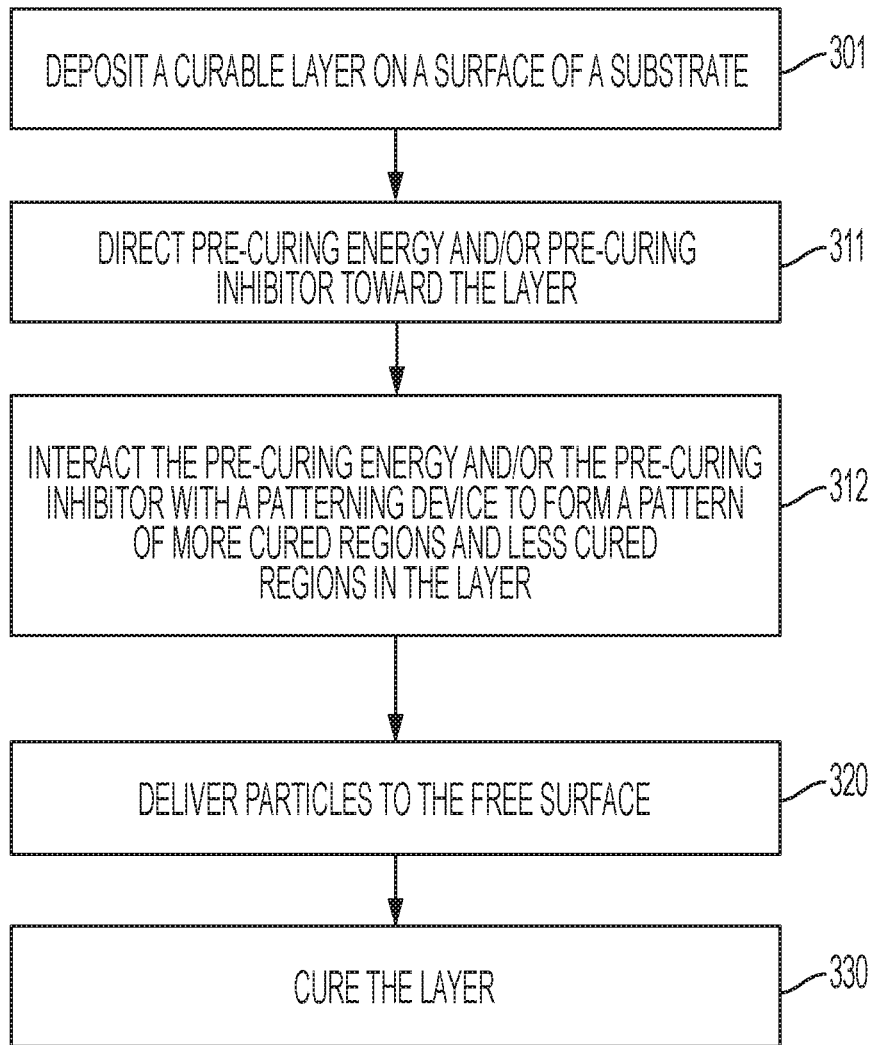 DEPOSIT A CURABLE LAYER ON A SURFACE OF A SUBSTRATE
301
DIRECT PRE-CURING ENERGY AND/OR PRE-CURING
INHIBITOR TOWARD THE LAYER
311
INTERACT THE PRE-CURING ENERGY AND/OR THE PRE-CURING
INHIBITOR WITH A PATTERNING DEVICE TO FORM A PATTERN
OF MORE CURED REGIONS AND LESS CURED
REGIONS IN THE LAYER
312
DELIVER PARTICLES TO THE FREE SURFACE
320
CURE THE LAYER
330